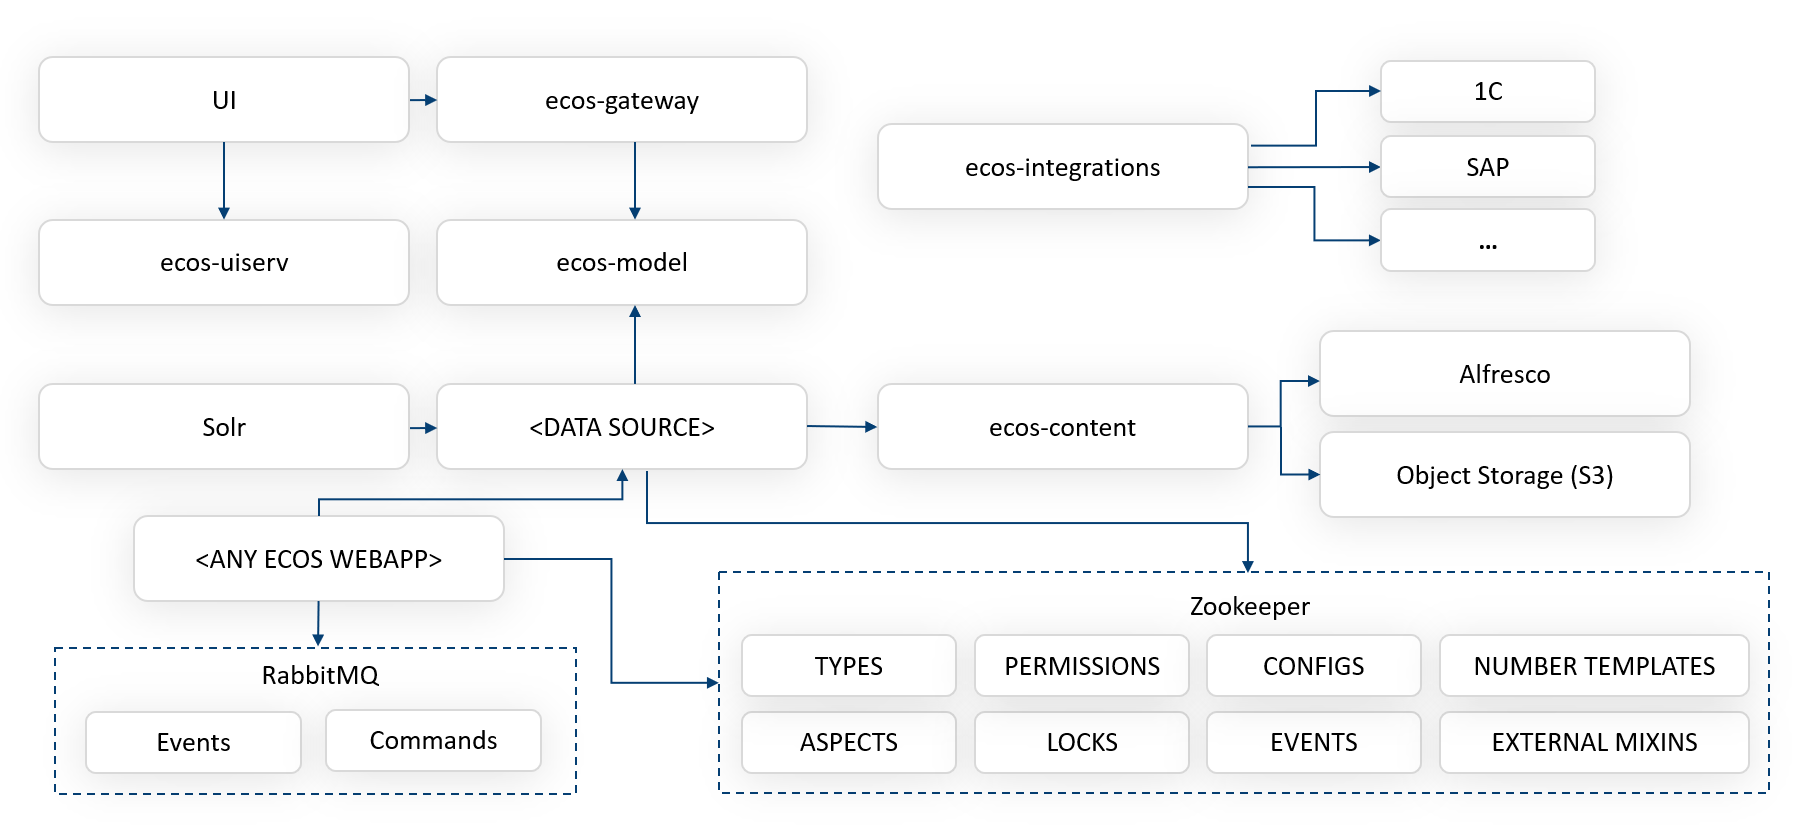 UI
ecos-gateway
1C
ecos-integrations
SAP
...
ecos-uiserv
ecos-model
Alfresco
Solr
<DATA SOURCE>
ecos-content
Object Storage (S3)
<ANY ECOS WEBAPP>
Zookeeper
TYPES
PERMISSIONS
CONFIGS
NUMBER TEMPLATES
ASPECTS
LOCKS
EVENTS
EXTERNAL MIXINS
RabbitMQ
Events
Commands